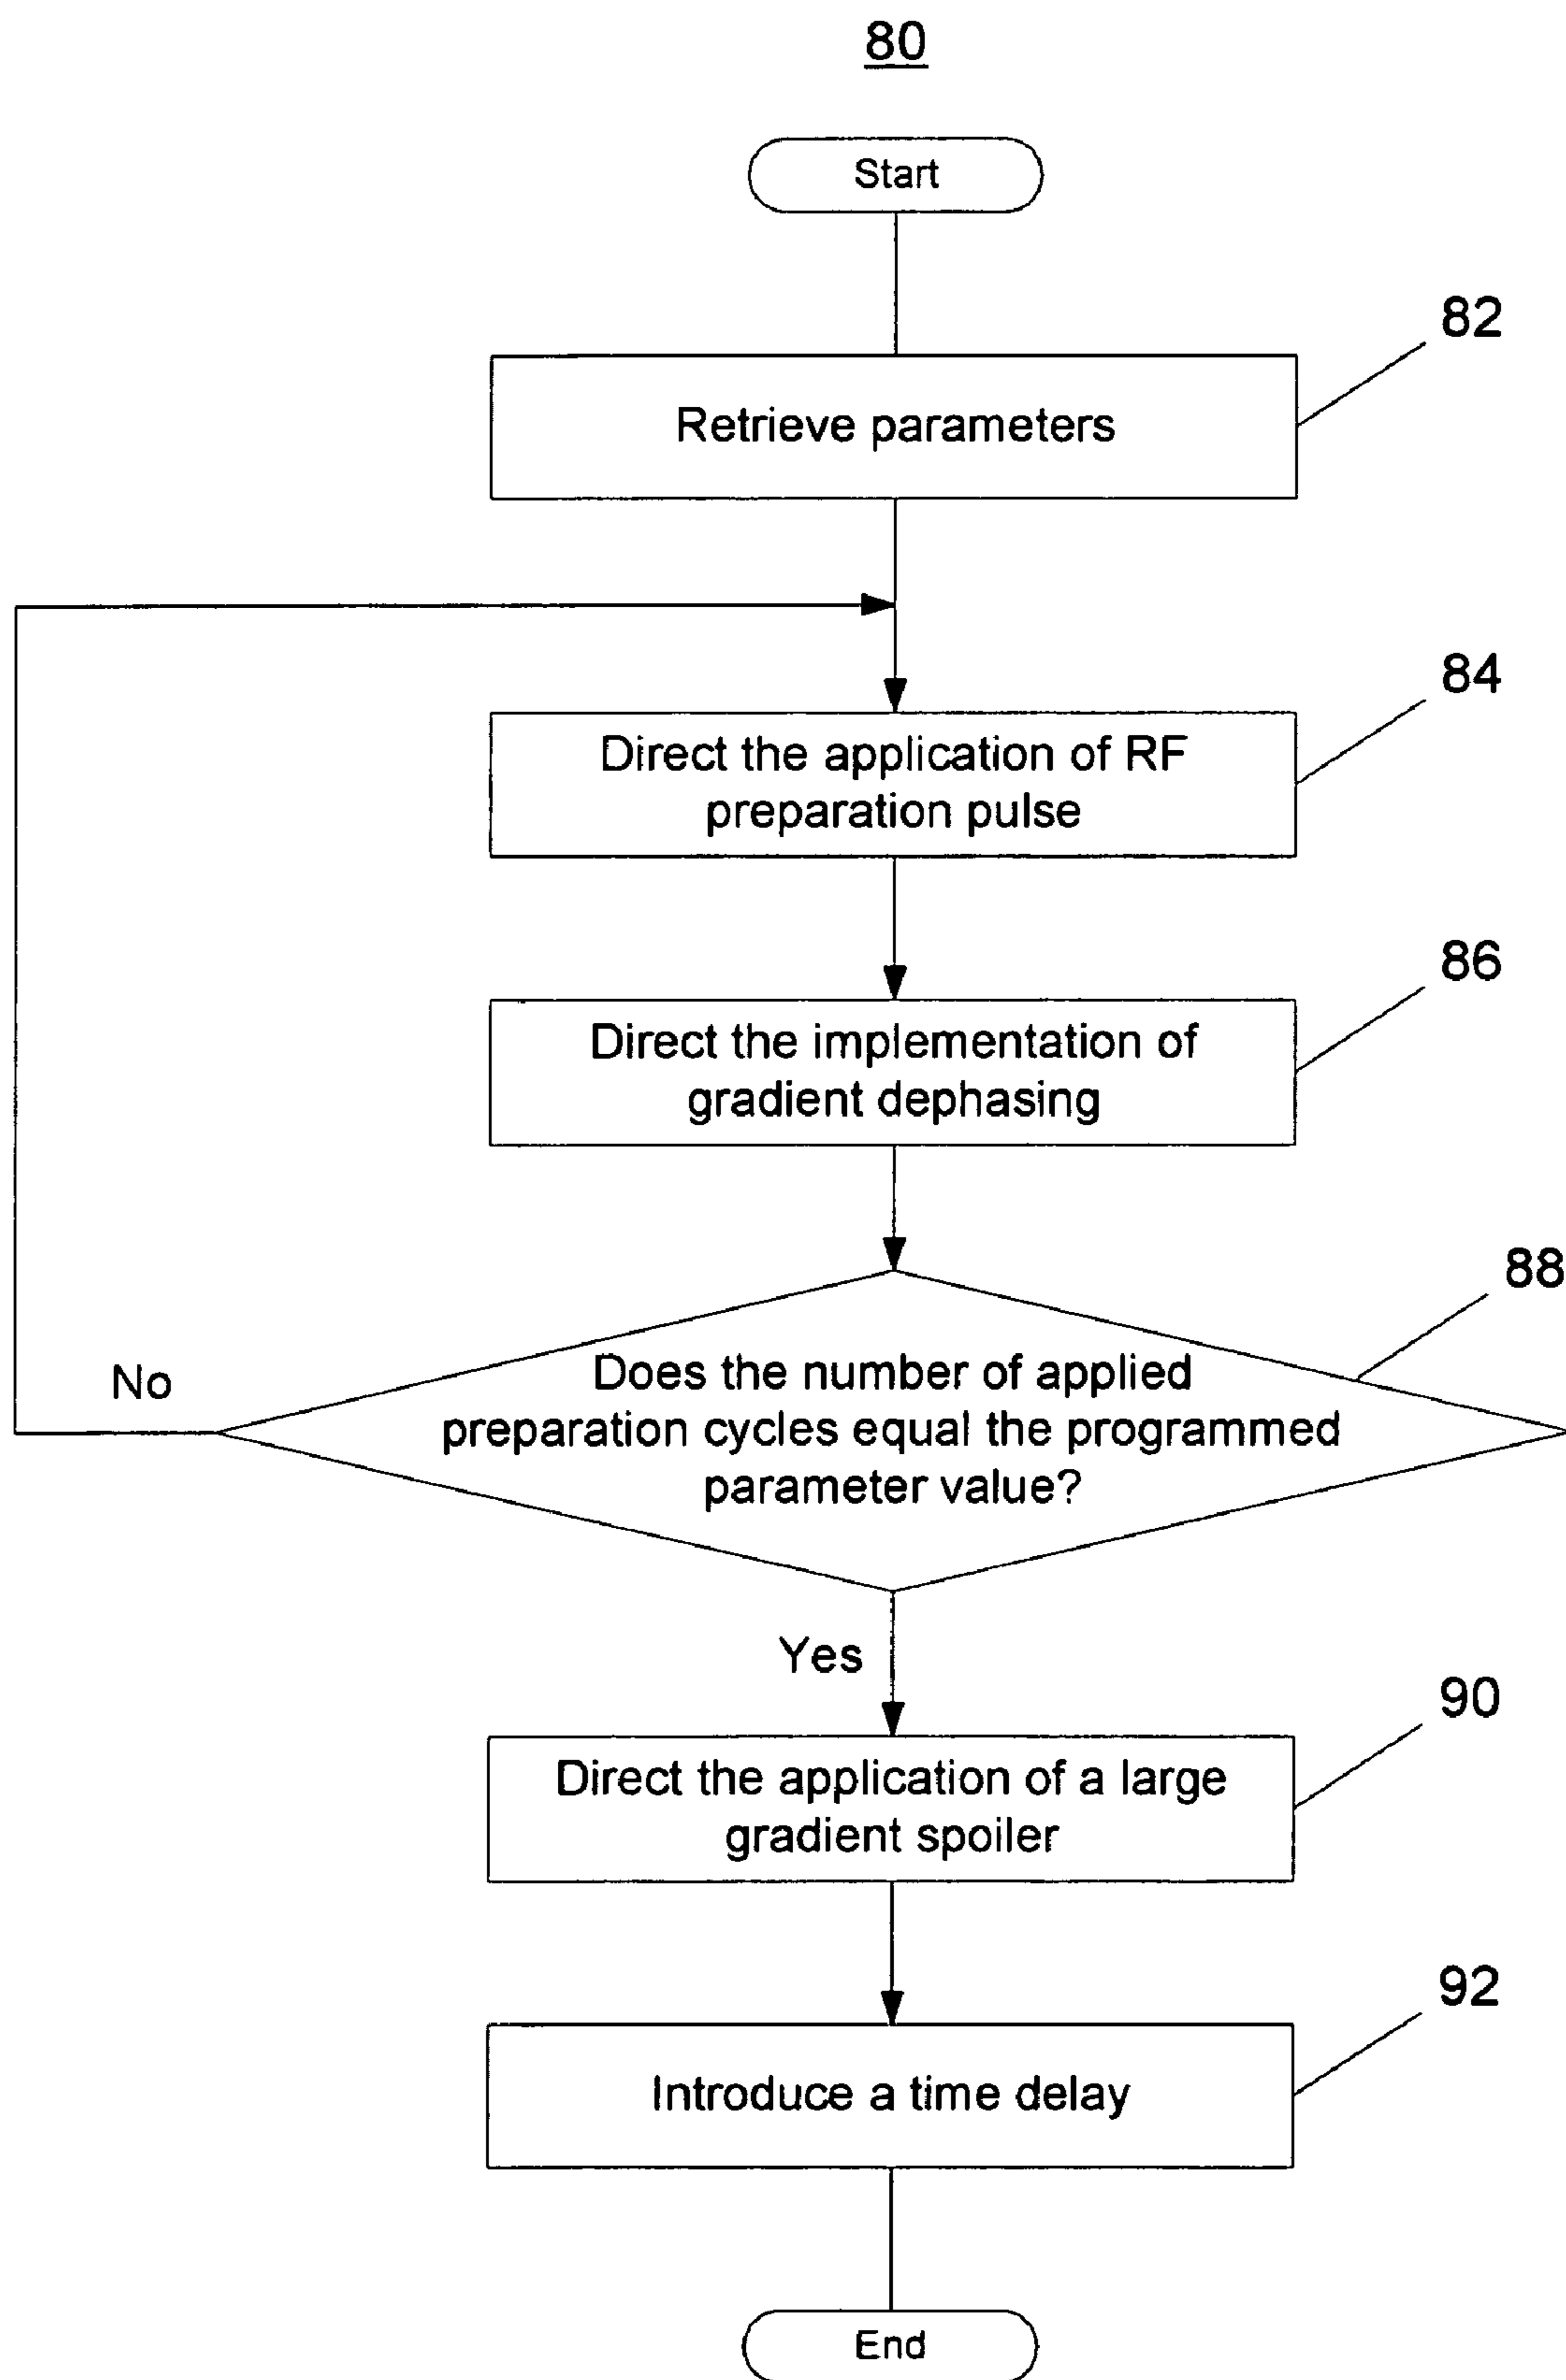 80
Start
82
Retrieve parameters
84
Direct the application of RF
preparation pulse
86
Direct the implementation of
gradient dephasing
88
Does the number of applied
preparation cycles equal the programmed
parameter value?
No
Yes
90
Direct the application of a large
gradient spoiler
92
Introduce a time delay
End